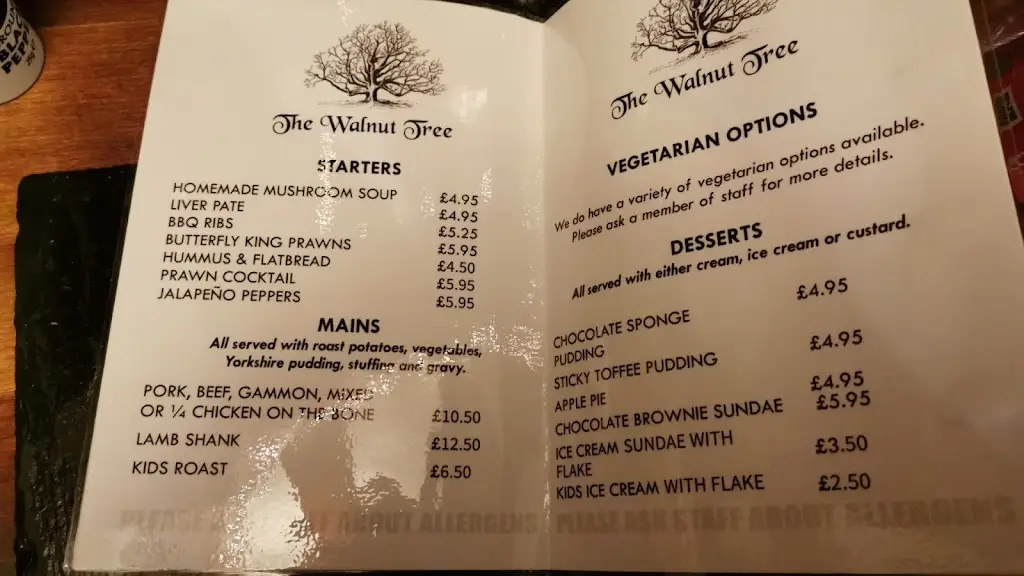 BLACK
PEPPER
The Walnut Tree
STARTERS
HOMEMADE MUSHROOM SOUP £4.95
LIVER PATE £4.95
BBQ RIBS £5.25
BUTTERFLY KING PRAWNS £5.95
HUMMUS & FLATBREAD £4.50
PRAWN COCKTAIL £5.95
JALAPEÑO PEPPERS £5.95
MAINS
All served with roast potatoes, vegetables,
Yorkshire pudding, stuffing and gravy.
PORK, BEEF, GAMMON, MIXED
OR ¼ CHICKEN ON THE BONE £10.50
LAMB SHANK £12.50
KIDS ROAST £6.50
PLEASE ASK STAFF ABOUT ALLERGENS
The Walnut Tree
VEGETARIAN OPTIONS
We do have a variety of vegetarian options available.
Please ask a member of staff for more details.
DESSERTS
All served with either cream, ice cream or custard.
CHOCOLATE SPONGE £4.95
PUDDING
STICKY TOFFEE PUDDING £4.95
APPLE PIE £4.95
CHOCOLATE BROWNIE SUNDAE £5.95
ICE CREAM SUNDAE WITH £3.50
FLAKE
KIDS ICE CREAM WITH FLAKE £2.50
PLEASE ASK STAFF ABOUT ALLERGENS